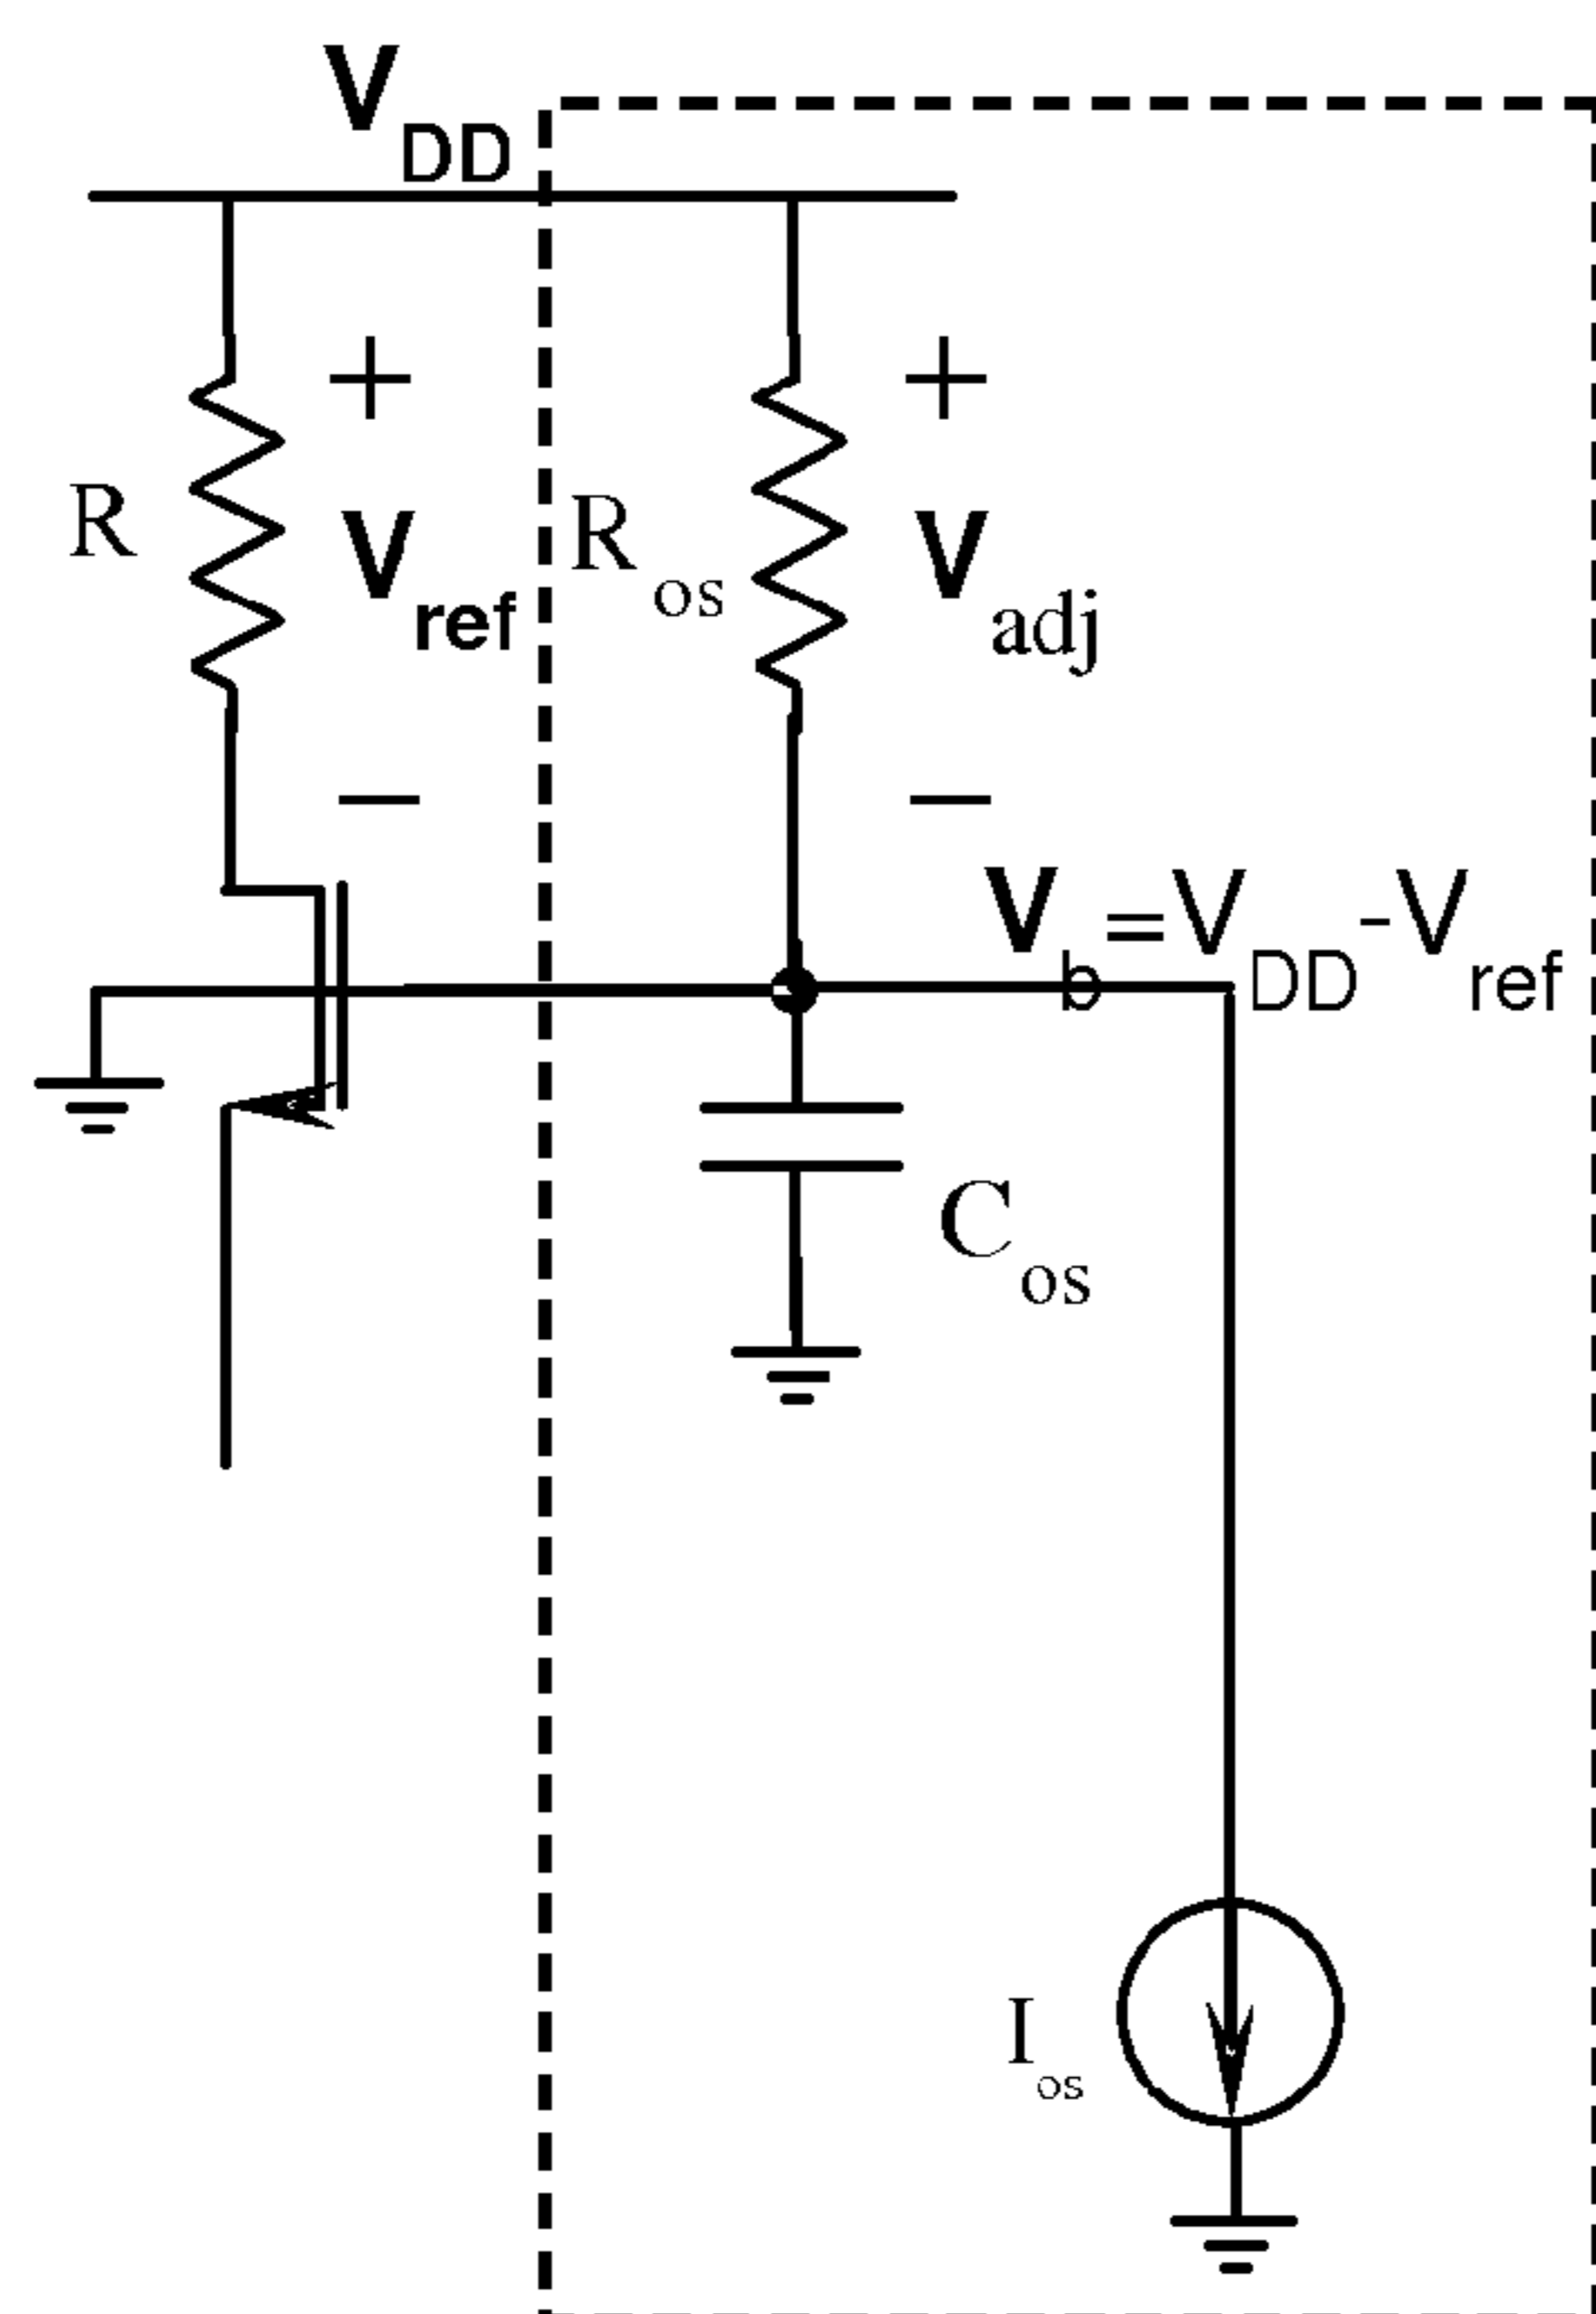 VDD
+ +
R Vref Ros Vadj
− −
Vb=VDD-Vref
Cos
Ios